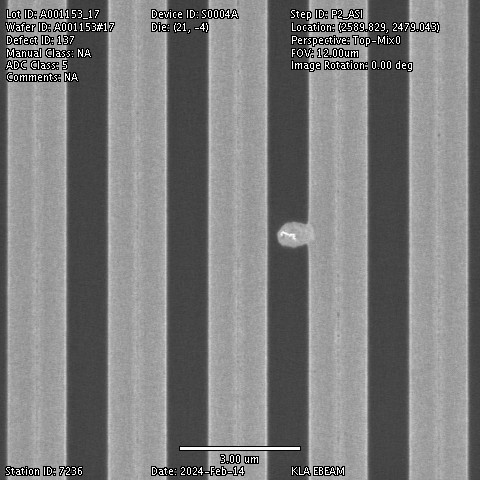 Lot ID: A001153_17 Device ID: S0004A Step ID: P2_ASI
Wafer ID: A001153#17 Die: (21, -4) Location: (2589.829, 2479.043)
Defect ID: 137 Perspective: Top-Mix0
Manual Class: NA FOV: 12.00um
ADC Class: 5 Image Rotation: 0.00 deg
Comments: NA
3.00 um
Station ID: 7236 Date: 2024-Feb-14 KLA EBEAM